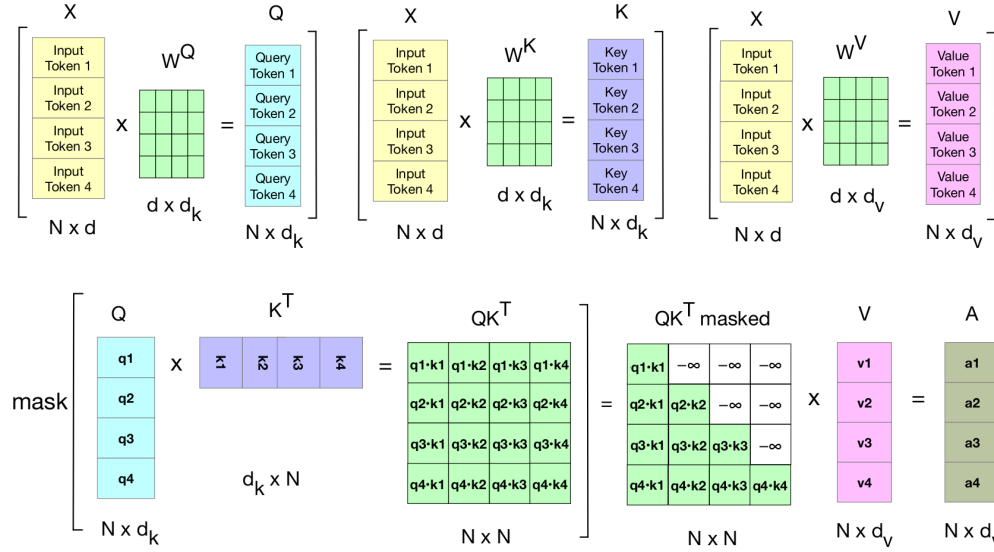 X
W^Q
Q
Input Token 1
Input Token 2
Input Token 3
Input Token 4
x
=
Query Token 1
Query Token 2
Query Token 3
Query Token 4
N x d
d x d_k
N x d_k
X
W^K
K
Input Token 1
Input Token 2
Input Token 3
Input Token 4
x
=
Key Token 1
Key Token 2
Key Token 3
Key Token 4
N x d
d x d_k
N x d_k
X
W^V
V
Input Token 1
Input Token 2
Input Token 3
Input Token 4
x
=
Value Token 1
Value Token 2
Value Token 3
Value Token 4
N x d
d x d_v
N x d_v
mask
Q
q1
q2
q3
q4
N x d_k
x
K^T
k1 k2 k3 k4
d_k x N
=
QK^T
q1•k1 q1•k2 q1•k3 q1•k4
q2•k1 q2•k2 q2•k3 q2•k4
q3•k1 q3•k2 q3•k3 q3•k4
q4•k1 q4•k2 q4•k3 q4•k4
N x N
=
QK^T masked
q1•k1 −∞ −∞ −∞
q2•k1 q2•k2 −∞ −∞
q3•k1 q3•k2 q3•k3 −∞
q4•k1 q4•k2 q4•k3 q4•k4
N x N
x
V
v1
v2
v3
v4
N x d_v
=
A
a1
a2
a3
a4
N x d_v